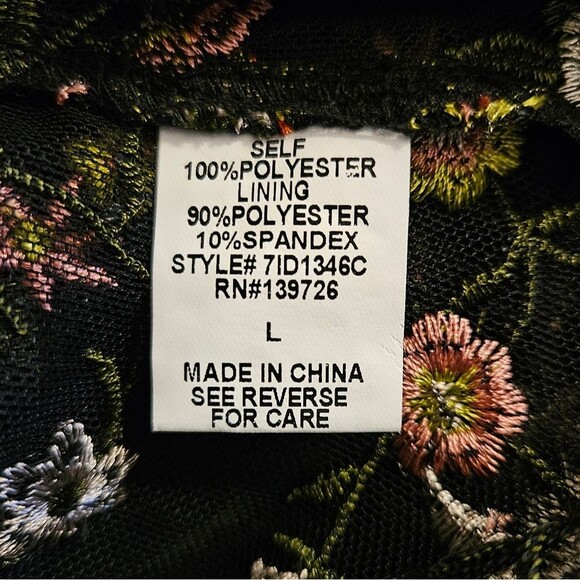 SELF
100%POLYESTER
LINING
90%POLYESTER
10%SPANDEX
STYLE# 7ID1346C
RN#139726
L
MADE IN CHINA
SEE REVERSE
FOR CARE